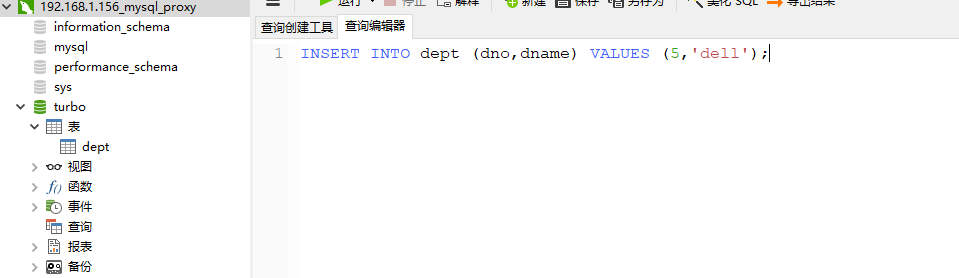 192.168.1.156_mysql_proxy
information_schema
mysql
performance_schema
sys
turbo
表
dept
视图
函数
事件
查询
报表
备份
运行 停止 解释 新建 保存 另存为 美化 SQL 导出结果
查询创建工具 查询编辑器
1 INSERT INTO dept (dno,dname) VALUES (5,'dell');